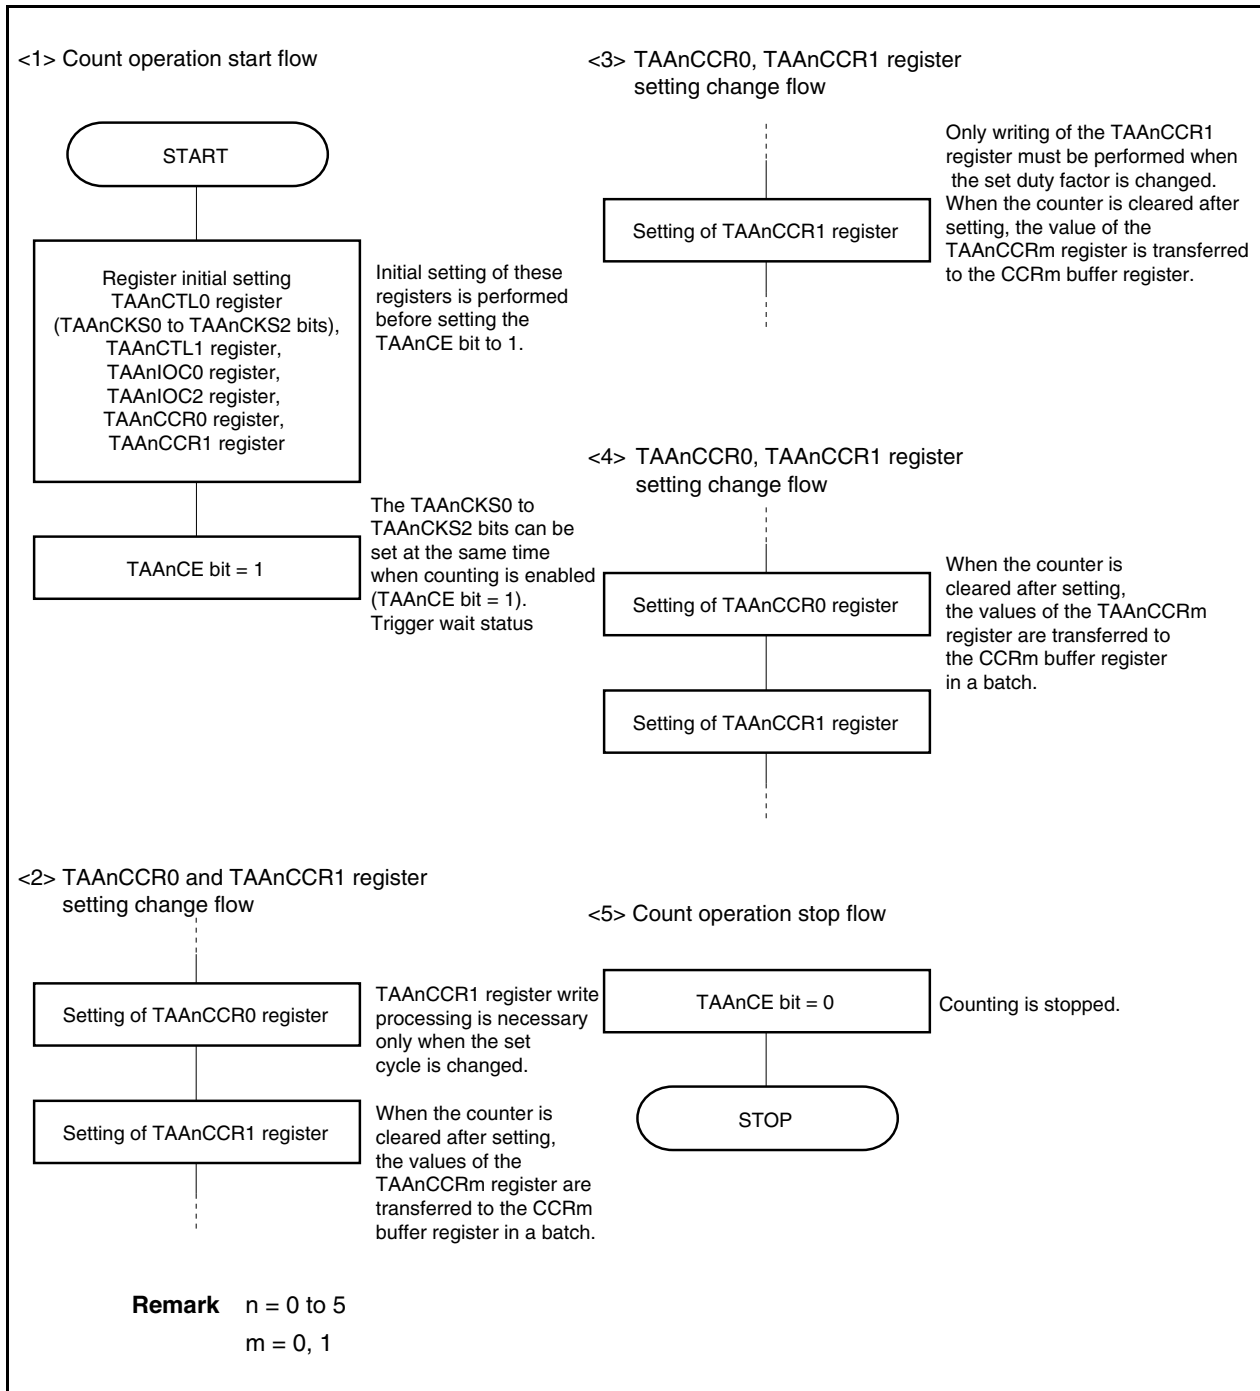 <1> Count operation start flow
START
Register initial setting
TAAnCTL0 register
(TAAnCKS0 to TAAnCKS2 bits),
TAAnCTL1 register,
TAAnIOC0 register,
TAAnIOC2 register,
TAAnCCR0 register,
TAAnCCR1 register
Initial setting of these
registers is performed
before setting the
TAAnCE bit to 1.
TAAnCE bit = 1
The TAAnCKS0 to
TAAnCKS2 bits can be
set at the same time
when counting is enabled
(TAAnCE bit = 1).
Trigger wait status
<2> TAAnCCR0 and TAAnCCR1 register
setting change flow
Setting of TAAnCCR0 register
TAAnCCR1 register write
processing is necessary
only when the set
cycle is changed.
Setting of TAAnCCR1 register
When the counter is
cleared after setting,
the values of the
TAAnCCRm register are
transferred to the CCRm
buffer register in a batch.
<3> TAAnCCR0, TAAnCCR1 register
setting change flow
Setting of TAAnCCR1 register
Only writing of the TAAnCCR1
register must be performed when
the set duty factor is changed.
When the counter is cleared after
setting, the value of the
TAAnCCRm register is transferred
to the CCRm buffer register.
<4> TAAnCCR0, TAAnCCR1 register
setting change flow
Setting of TAAnCCR0 register
When the counter is
cleared after setting,
the values of the TAAnCCRm
register are transferred to
the CCRm buffer register
in a batch.
Setting of TAAnCCR1 register
<5> Count operation stop flow
TAAnCE bit = 0
Counting is stopped.
STOP
Remark n = 0 to 5
m = 0, 1